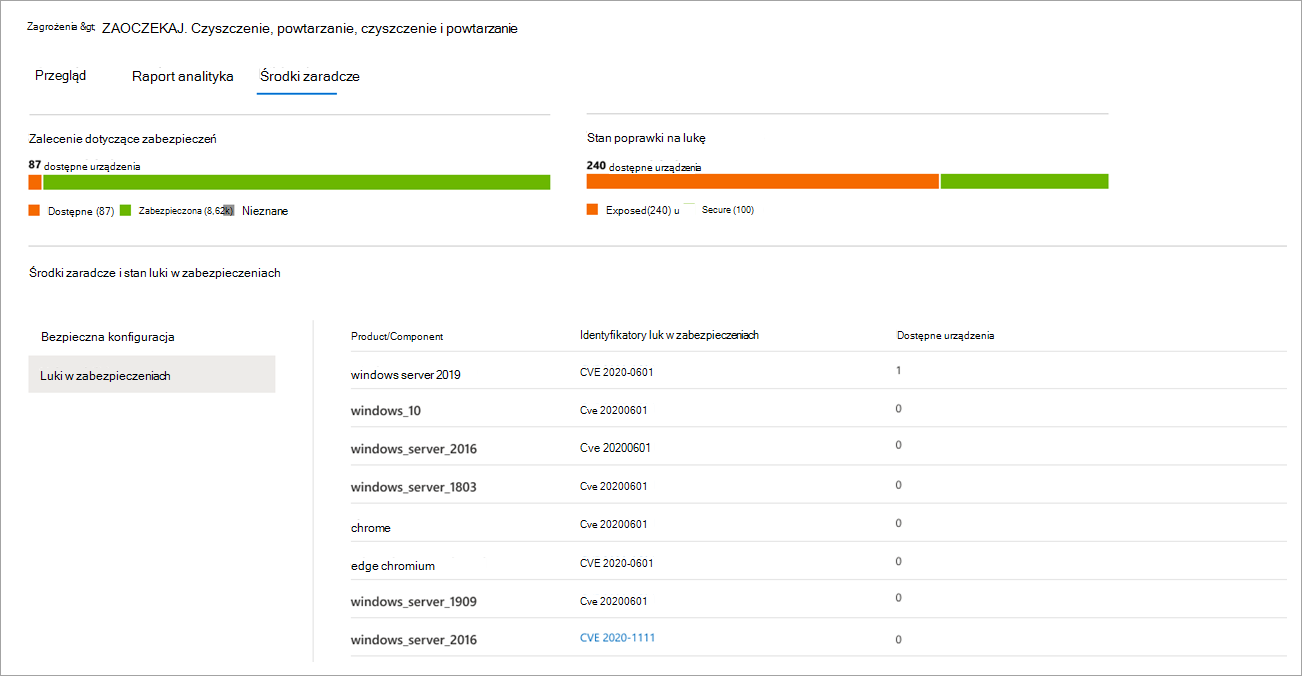 Zagrożenia &gt; ZAOCZEKAJ. Czyszczenie, powtarzanie, czyszczenie i powtarzanie
Przegląd Raport analityka Środki zaradcze
Zalecenie dotyczące zabezpieczeń
87 dostępne urządzenia
Dostępne (87) Zabezpieczona (8,62k) Nieznane
Stan poprawki na lukę
240 dostępne urządzenia
Exposed(240) u Secure (100)
Środki zaradcze i stan luki w zabezpieczeniach
Bezpieczna konfiguracja
Luki w zabezpieczeniach
Product/Component Identyfikatory luk w zabezpieczeniach Dostępne urządzenia
windows server 2019 CVE 2020-0601 1
windows_10 Cve 20200601 0
windows_server_2016 Cve 20200601 0
windows_server_1803 Cve 20200601 0
chrome Cve 20200601 0
edge chromium CVE 2020-0601 0
windows_server_1909 Cve 20200601 0
windows_server_2016 CVE 2020-1111 0